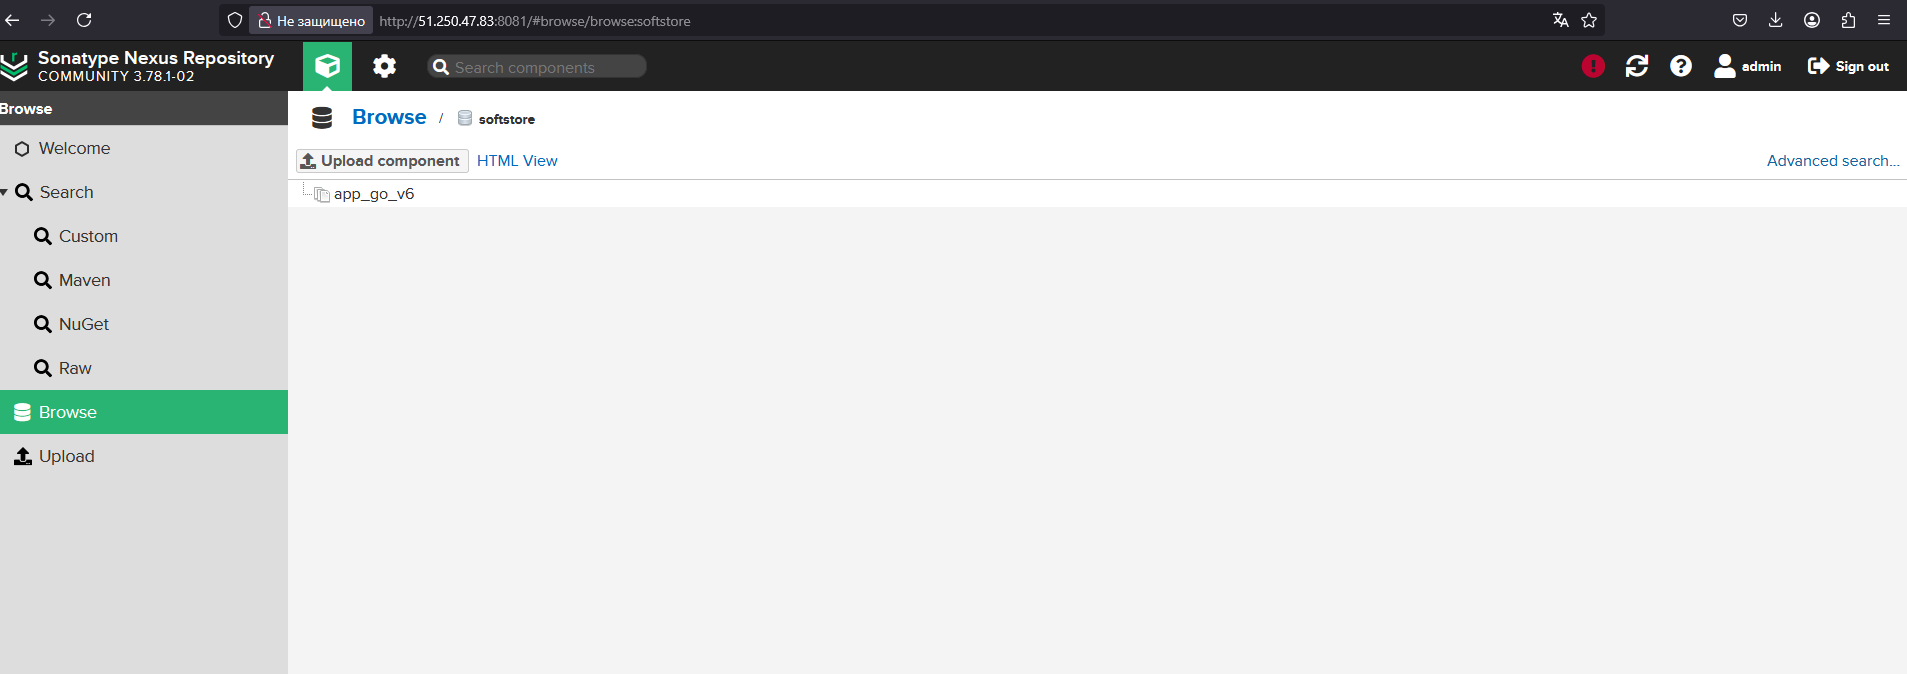 Не защищено http://51.250.47.83:8081/#browse/browse:softstore
Sonatype Nexus Repository
COMMUNITY 3.78.1-02
Search components
admin
Sign out
Browse
Browse / softstore
Welcome
Upload component HTML View Advanced search...
Search
app_go_v6
Custom
Maven
NuGet
Raw
Browse
Upload